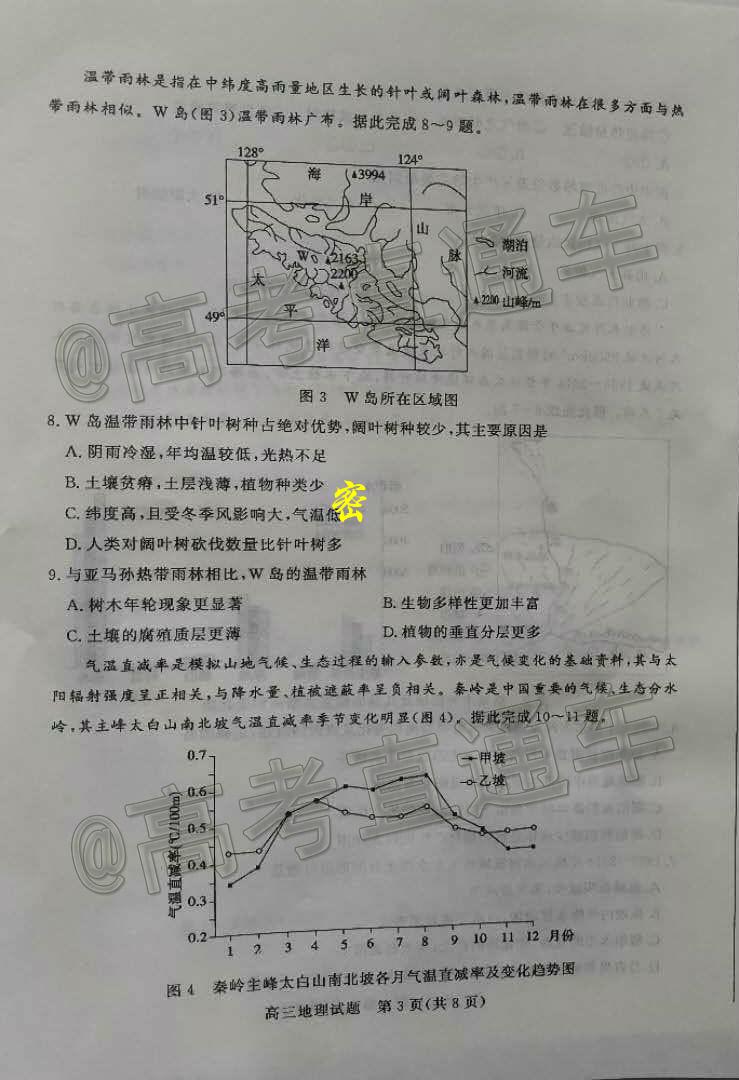 温带雨林是指在中纬度高雨量地区生长的针叶或阔叶森林,温带雨林在很多方面与热
带雨林相似。W岛(图3)温带雨林广布。据此完成8~9题。
128° 124°
海 ▲3994
岸
51°
山
湖泊
W ▲2163 脉
太 2200 河流
▲
平 ▲2200 山峰/m
49°
洋
图3 W岛所在区域图
8. W岛温带雨林中针叶树种占绝对优势,阔叶树种较少,其主要原因是
A. 阴雨冷湿,年均温较低,光热不足
B. 土壤贫瘠,土层浅薄,植物种类少
C. 纬度高,且受冬季风影响大,气温低
密
D. 人类对阔叶树砍伐数量比针叶树多
9. 与亚马孙热带雨林相比,W岛的温带雨林
A. 树木年轮现象更显著 B. 生物多样性更加丰富
C. 土壤的腐殖质层更薄 D. 植物的垂直分层更多
气温直减率是模拟山地气候、生态过程的输入参数,亦是气候变化的基础资料,其与太
阳辐射强度呈正相关,与降水量、植被遮蔽率呈负相关。秦岭是中国重要的气候、生态分水
岭,其主峰太白山南北坡气温直减率季节变化明显(图4)。据此完成10~11题。
0.7 甲坡
乙坡
0.6
0.5
0.4
0.3
0.2
气温直减率(℃/100m)
1 2 3 4 5 6 7 8 9 10 11 12 月份
图4 秦岭主峰太白山南北坡各月气温直减率及变化趋势图
高三地理试题 第3页(共8页)
@高考直通车
@高考直通车